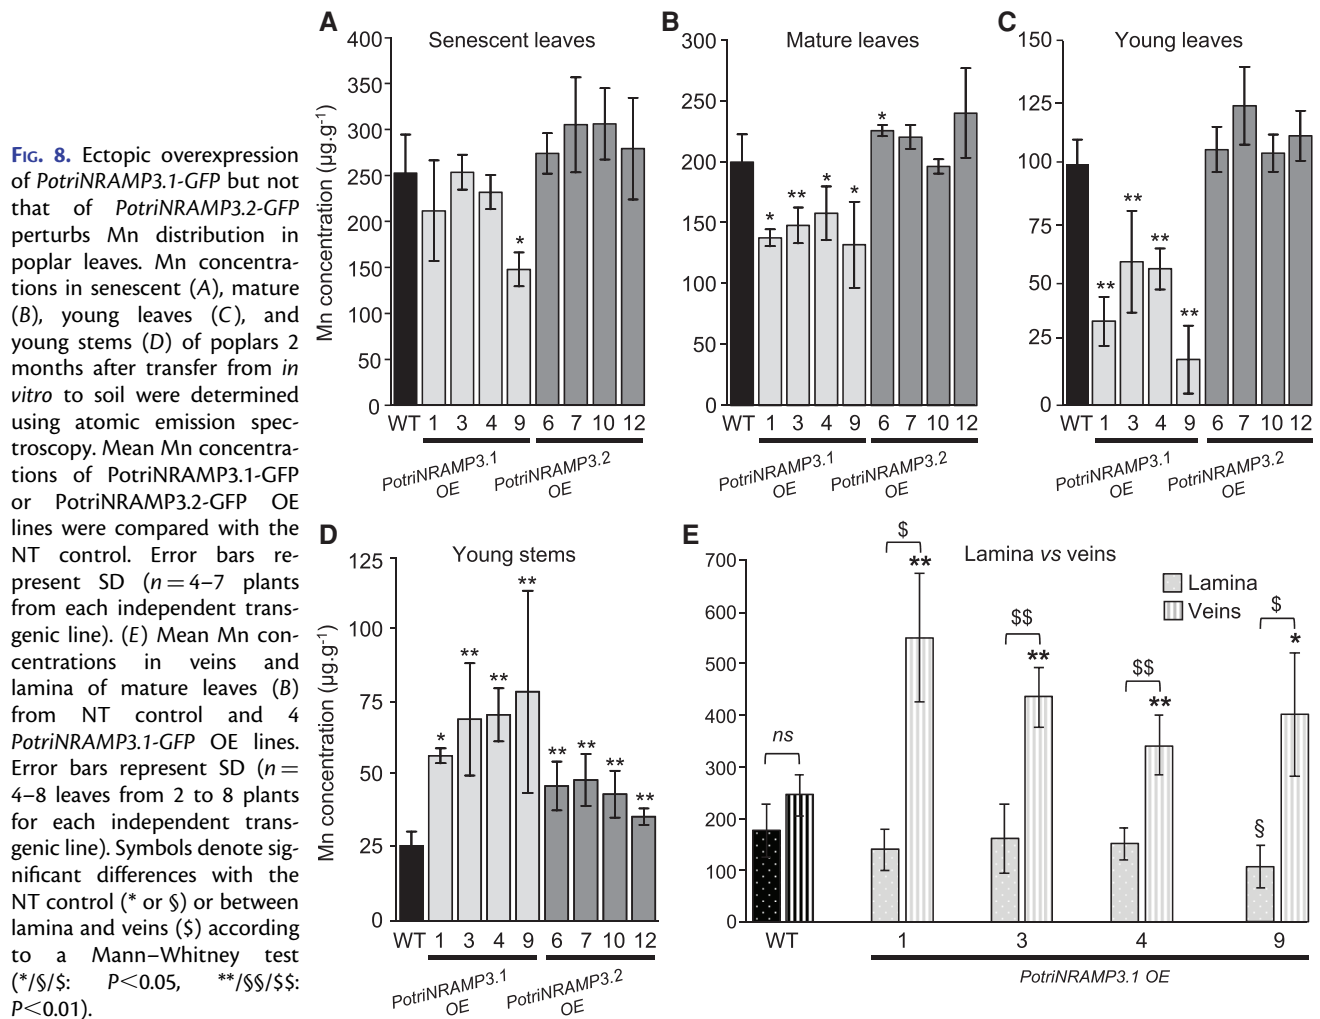 FIG. 8. Ectopic overexpression
of PotriNRAMP3.1-GFP but not
that of PotriNRAMP3.2-GFP
perturbs Mn distribution in
poplar leaves. Mn concentra-
tions in senescent (A), mature
(B), young leaves (C), and
young stems (D) of poplars 2
months after transfer from in
vitro to soil were determined
using atomic emission spec-
troscopy. Mean Mn concentra-
tions of PotriNRAMP3.1-GFP
or PotriNRAMP3.2-GFP OE
lines were compared with the
NT control. Error bars re-
present SD (n = 4–7 plants
from each independent trans-
genic line). (E) Mean Mn con-
centrations in veins and
lamina of mature leaves (B)
from NT control and 4
PotriNRAMP3.1-GFP OE lines.
Error bars represent SD (n =
4–8 leaves from 2 to 8 plants
for each independent trans-
genic line). Symbols denote sig-
nificant differences with the
NT control (* or §) or between
lamina and veins ($) according
to a Mann–Whitney test
(*/§/$: P<0.05, **/§§/$$:
P<0.01).
A
Senescent leaves
Mn concentration (µg.g-1)
400
350
300
250
200
150
100
50
0
*
WT 1 3 4 9 6 7 10 12
PotriNRAMP3.1
OE
PotriNRAMP3.2
OE
B
Mature leaves
Mn concentration (µg.g-1)
300
250
200
150
100
50
0
* ** * * *
WT 1 3 4 9 6 7 10 12
PotriNRAMP3.1
OE
PotriNRAMP3.2
OE
C
Young leaves
150
125
100
75
50
25
0
** ** ** **
WT 1 3 4 9 6 7 10 12
PotriNRAMP3.1
OE
PotriNRAMP3.2
OE
D
Young stems
Mn concentration (µg.g-1)
125
100
75
50
25
0
* ** ** ** ** ** ** **
WT 1 3 4 9 6 7 10 12
PotriNRAMP3.1
OE
PotriNRAMP3.2
OE
E
Lamina vs veins
Lamina
Veins
700
600
500
400
300
200
100
0
ns
$
**
$$
**
$$
**
$
*
§
WT 1 3 4 9
PotriNRAMP3.1 OE